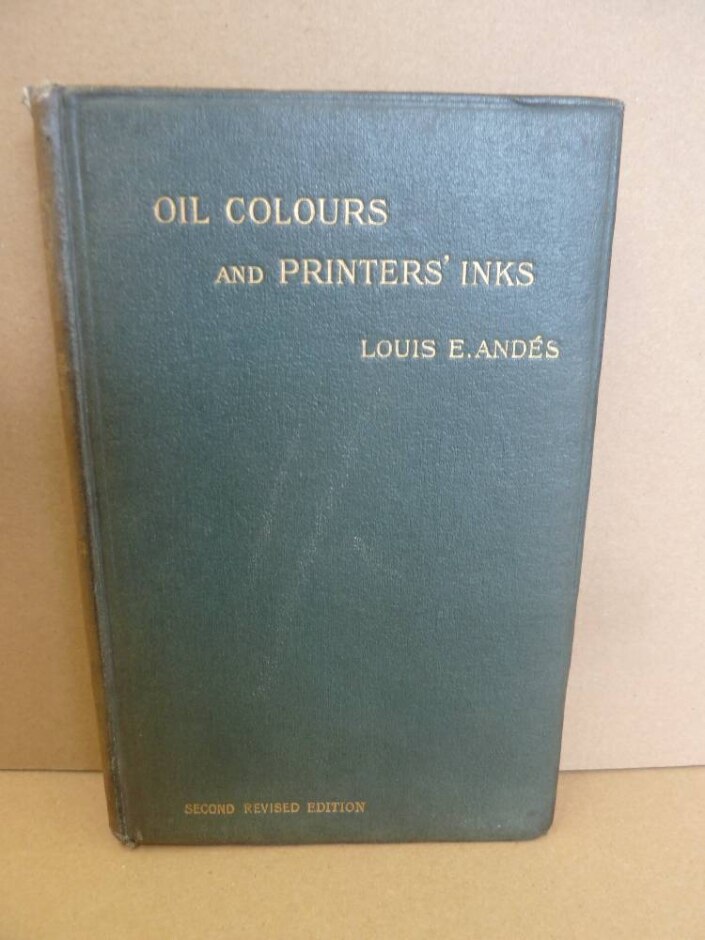 OIL COLOURS
AND PRINTERS' INKS
LOUIS E. ANDÉS
SECOND REVISED EDITION